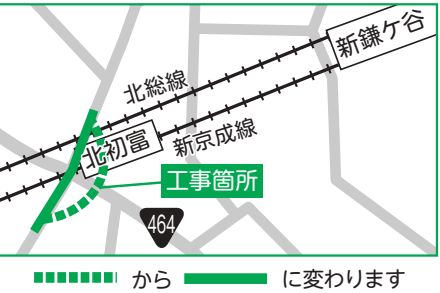 新鎌ケ谷
北総線
北初富
新京成線
工事箇所
464
から に変わります